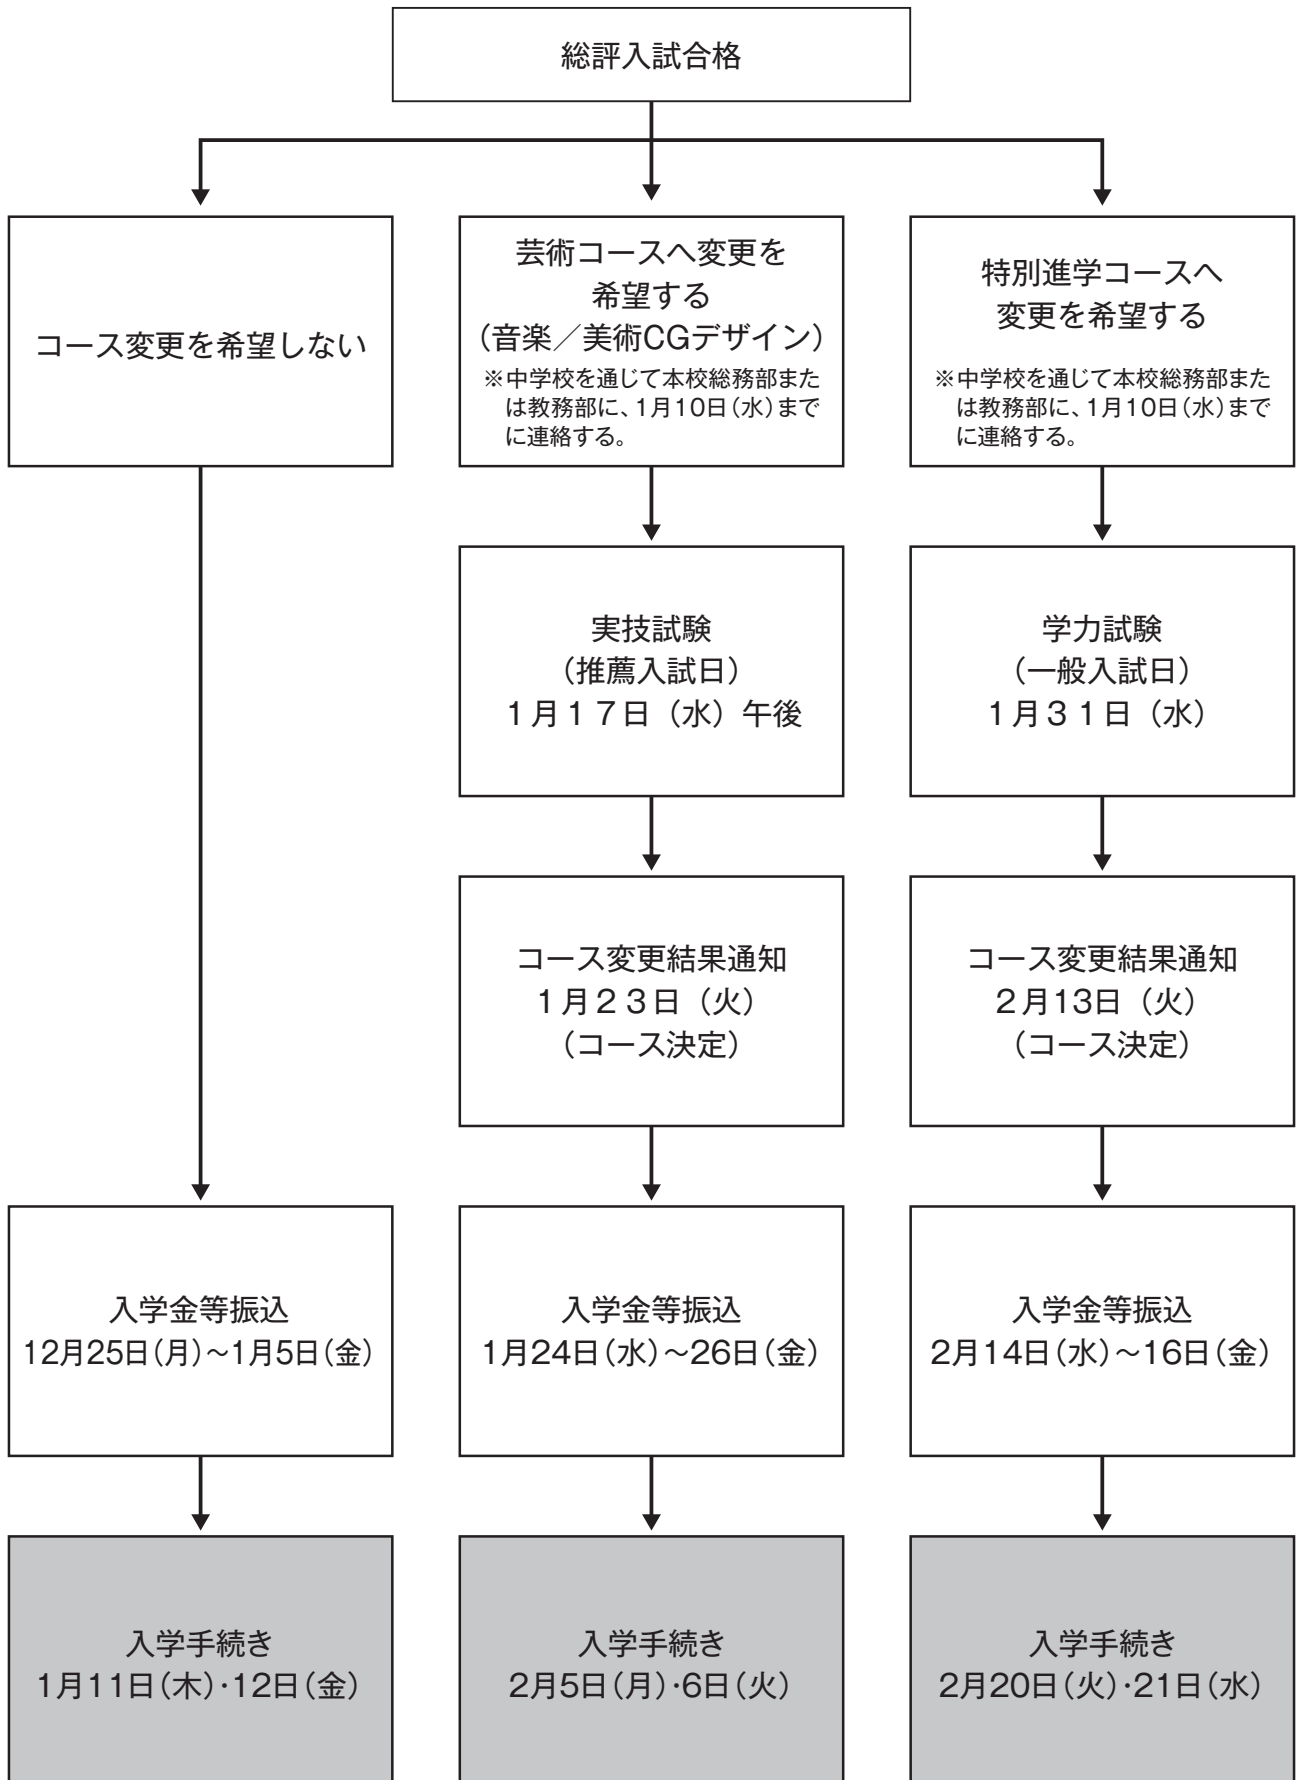 総評入試合格
コース変更を希望しない
芸術コースへ変更を
希望する
（音楽／美術CGデザイン）
※中学校を通じて本校総務部また
は教務部に、1月10日（水）まで
に連絡する。
特別進学コースへ
変更を希望する
※中学校を通じて本校総務部また
は教務部に、1月10日（水）まで
に連絡する。
実技試験
（推薦入試日）
１月１７日（水）午後
学力試験
（一般入試日）
１月３１日（水）
コース変更結果通知
１月２３日（火）
（コース決定）
コース変更結果通知
２月13日（火）
（コース決定）
入学金等振込
12月25日（月）～1月5日（金）
入学金等振込
1月24日（水）～26日（金）
入学金等振込
2月14日（水）～16日（金）
入学手続き
1月11日（木）・12日（金）
入学手続き
2月5日（月）・6日（火）
入学手続き
2月20日（火）・21日（水）